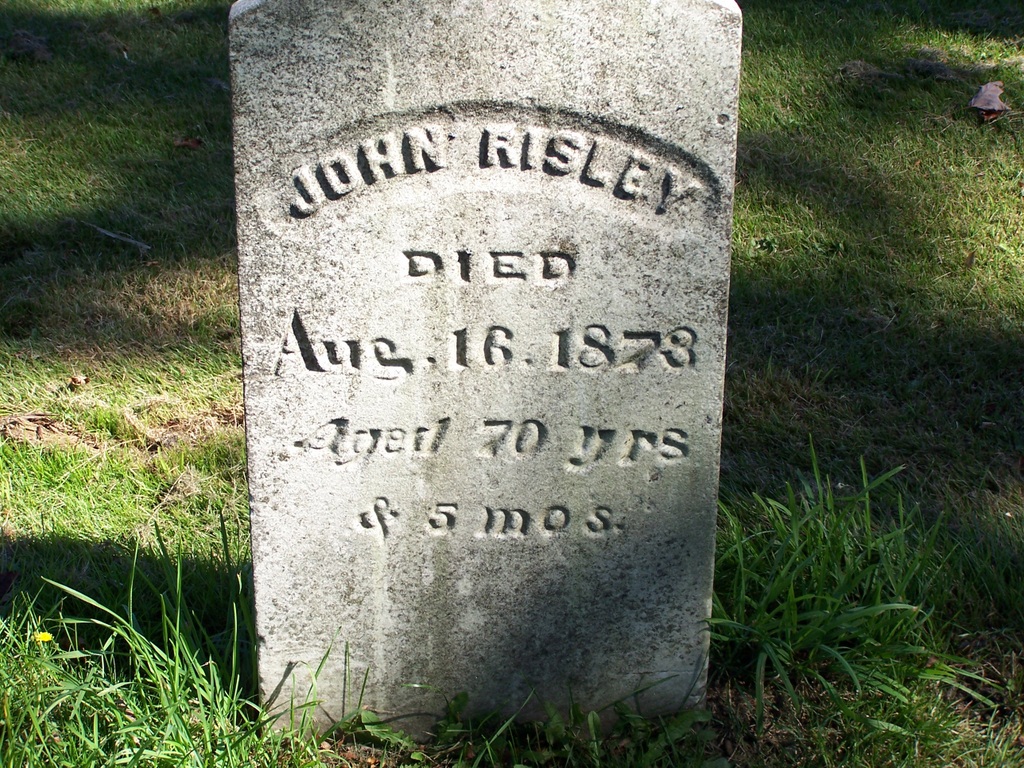 JOHN RISLEY
DIED
Aug. 16. 1873
Aged 70 yrs
& 5 mos.